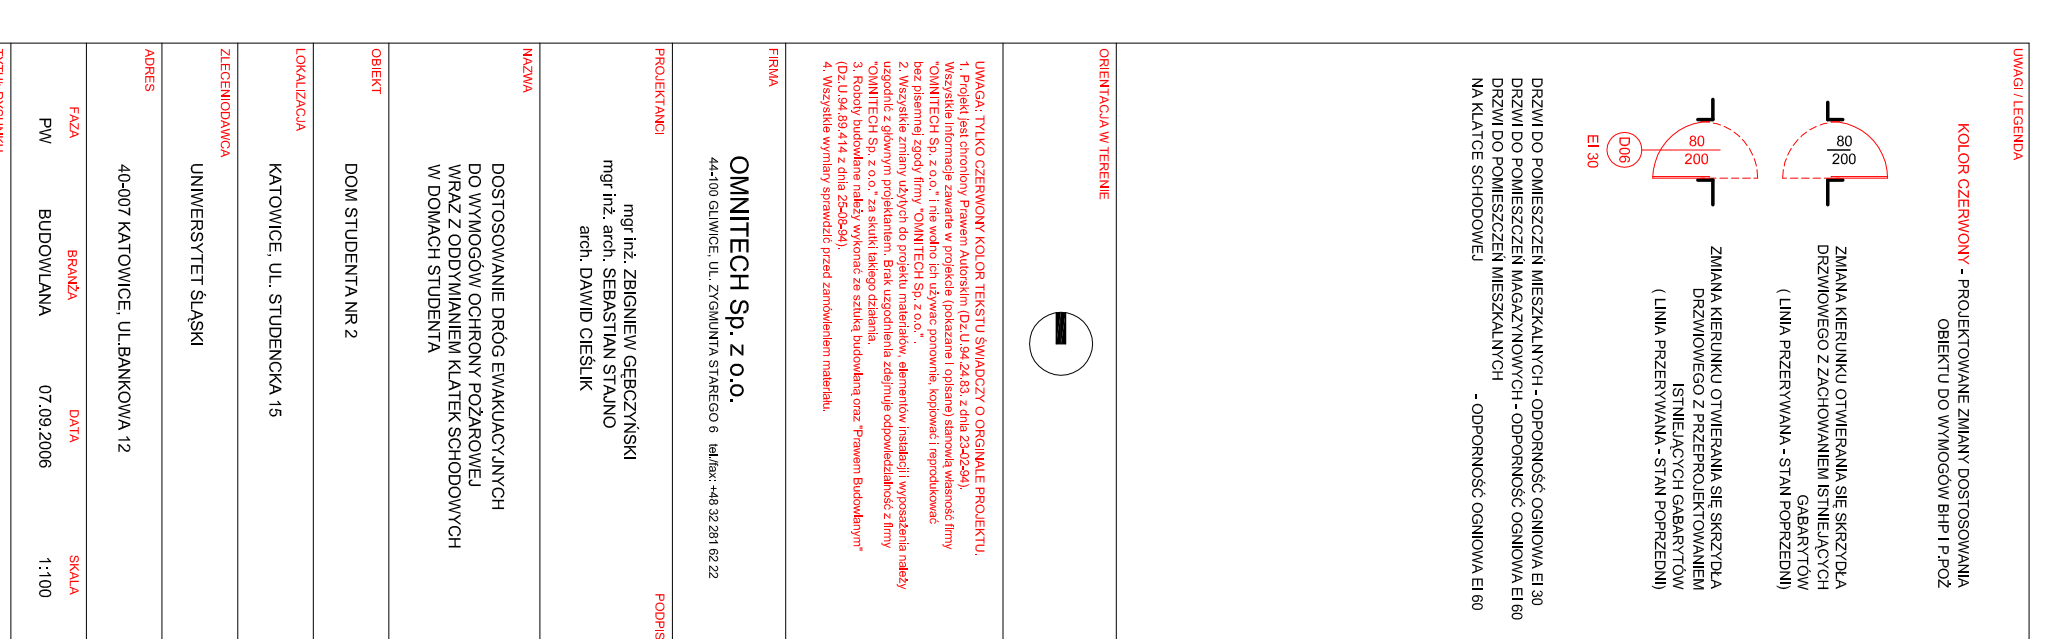 UWAGI / LEGENDA
KOLOR CZERWONY - PROJEKTOWANE ZMIANY DOSTOSOWANIA
OBIEKTU DO WYMOGÓW BHP I P.POŻ
80
200
ZMIANA KIERUNKU OTWIERANIA SIĘ SKRZYDŁA
DRZWIOWEGO Z ZACHOWANIEM ISTNIEJĄCYCH
GABARYTÓW
( LINIA PRZERYWANA - STAN POPRZEDNI)
80
200
D06
EI 30
ZMIANA KIERUNKU OTWIERANIA SIĘ SKRZYDŁA
DRZWIOWEGO Z PRZEPROJEKTOWANIEM
ISTNIEJĄCYCH GABARYTÓW
( LINIA PRZERYWANA - STAN POPRZEDNI)
DRZWI DO POMIESZCZEŃ MIESZKALNYCH - ODPORNOŚĆ OGNIOWA EI 30
DRZWI DO POMIESZCZEŃ MAGAZYNOWYCH - ODPORNOŚĆ OGNIOWA EI 60
DRZWI DO POMIESZCZEŃ MIESZKALNYCH
NA KLATCE SCHODOWEJ - ODPORNOŚĆ OGNIOWA EI 60
ORIENTACJA W TERENIE
UWAGA: TYLKO CZERWONY KOLOR TEKSTU ŚWIADCZY O ORGINALE PROJEKTU.
1. Projekt jest chroniony Prawem Autorskim (Dz.U.94.24.83. z dnia 23-02-94).
Wszystkie informacje zawarte w projekcie (pokazane i opisane) stanowią własność firmy
"OMNITECH Sp. z o.o." i nie wolno ich używac ponownie, kopiować i reprodukować
bez pisemnej zgody firmy "OMNITECH Sp. z o.o." .
2. Wszystkie zmiany użytych do projektu materiałów, elementów instalacji i wyposażenia należy
uzgodnić z głównym projektantem. Brak uzgodnienia zdejmuje odpowiedzialność z firmy
"OMNITECH Sp. z o.o." za skutki takiego działania.
3. Roboty budowlane należy wykonać ze sztuką budowlaną oraz "Prawem Budowlanym"
(Dz.U.94.89.414 z dnia 25-08-94).
4. Wszystkie wymiary sprawdzić przed zamówieniem materiału.
FIRMA
OMNITECH Sp. z o.o.
44-100 GLIWICE, UL. ZYGMUNTA STAREGO 6 tel./fax: +48 32 281 62 22
PROJEKTANCI
PODPIS
mgr inż. ZBIGNIEW GĘBCZYŃSKI
mgr inż. arch. SEBASTIAN STAJNO
arch. DAWID CIEŚLIK
NAZWA
DOSTOSOWANIE DRÓG EWAKUACYJNYCH
DO WYMOGÓW OCHRONY POŻAROWEJ
WRAZ Z ODDYMIANIEM KLATEK SCHODOWYCH
W DOMACH STUDENTA
OBIEKT
DOM STUDENTA NR 2
LOKALIZACJA
KATOWICE, UL. STUDENCKA 15
ZLECENIODAWCA
UNIWERSYTET ŚLĄSKI
ADRES
40-007 KATOWICE, UL.BANKOWA 12
FAZA BRANŻA DATA SKALA
PW BUDOWLANA 07.09.2006 1:100